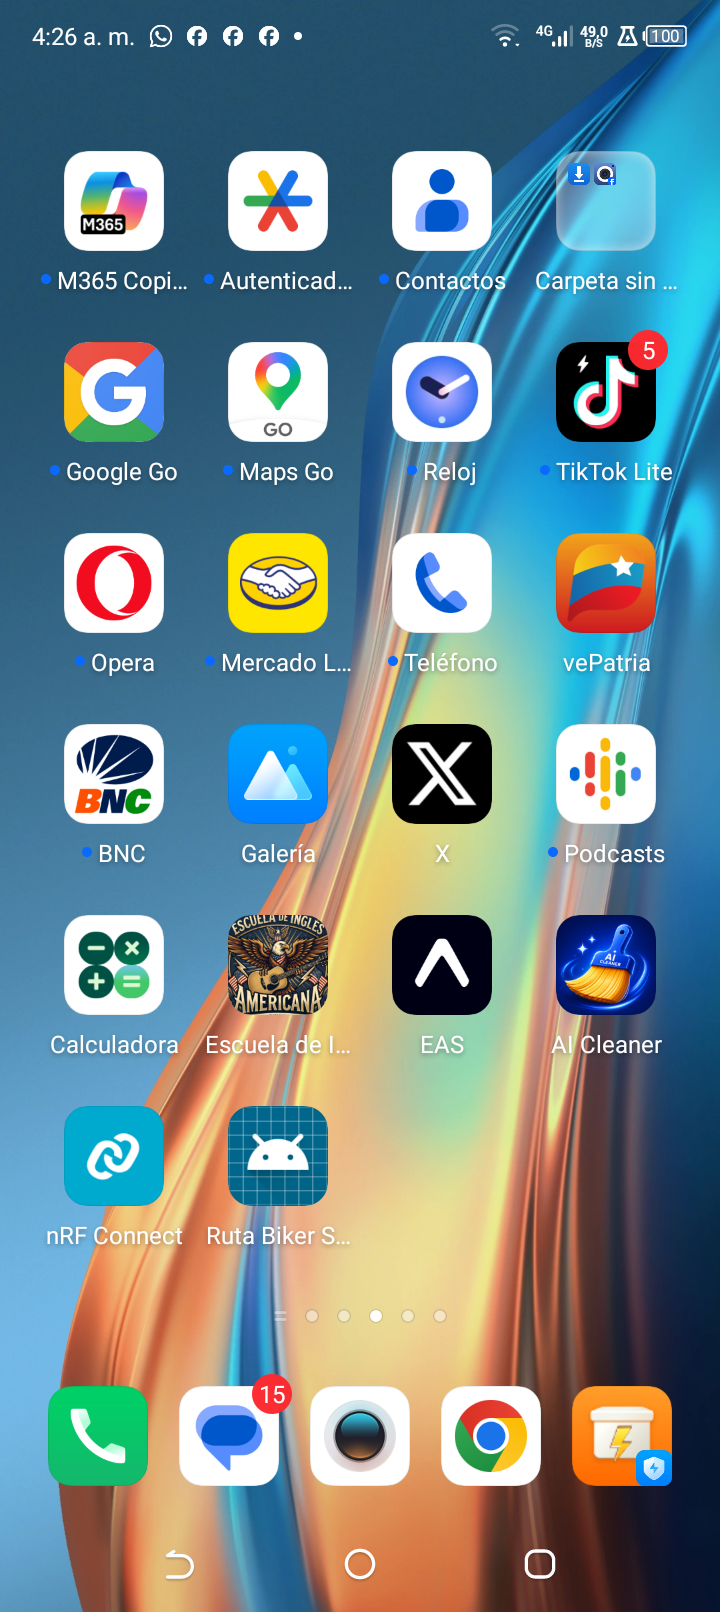 4:26 a. m. 4G 49,0 B/S 100
M365
M365 Copi... Autenticad... Contactos Carpeta sin ...
GO 5
Google Go Maps Go Reloj TikTok Lite
Opera Mercado L... Teléfono vePatria
BNC
BNC Galería X Podcasts
ESCUELA DE INGLES
AMERICANA
AI CLEANER
Calculadora Escuela de I... EAS AI Cleaner
nRF Connect Ruta Biker S...
15